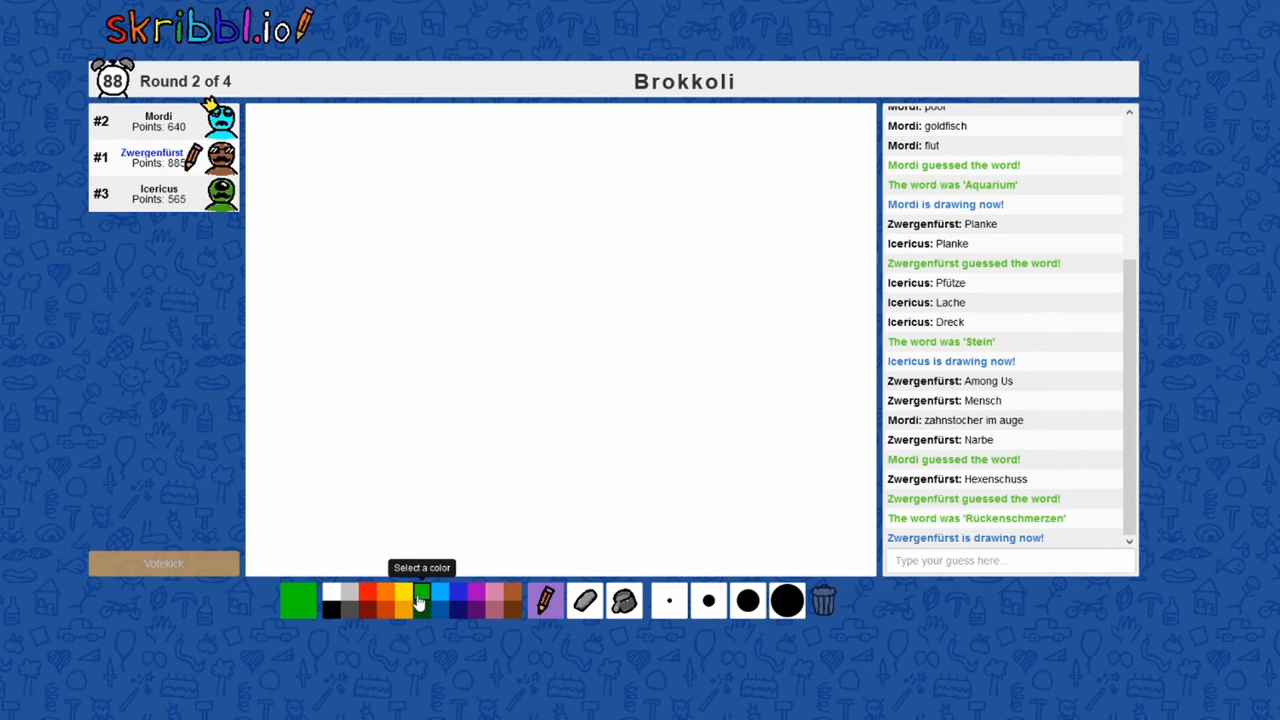 skribbl.io
88 Round 2 of 4 Brokkoli
#2 Mordi
Points: 640
#1 Zwergenfürst
Points: 885
#3 Icericus
Points: 565
Votekick
Mordi: pool
Mordi: goldfisch
Mordi: flut
Mordi guessed the word!
The word was 'Aquarium'
Mordi is drawing now!
Zwergenfürst: Planke
Icericus: Planke
Zwergenfürst guessed the word!
Icericus: Pfütze
Icericus: Lache
Icericus: Dreck
The word was 'Stein'
Icericus is drawing now!
Zwergenfürst: Among Us
Zwergenfürst: Mensch
Mordi: zahnstocher im auge
Zwergenfürst: Narbe
Mordi guessed the word!
Zwergenfürst: Hexenschuss
Zwergenfürst guessed the word!
The word was 'Rückenschmerzen'
Zwergenfürst is drawing now!
Type your guess here...
Select a color